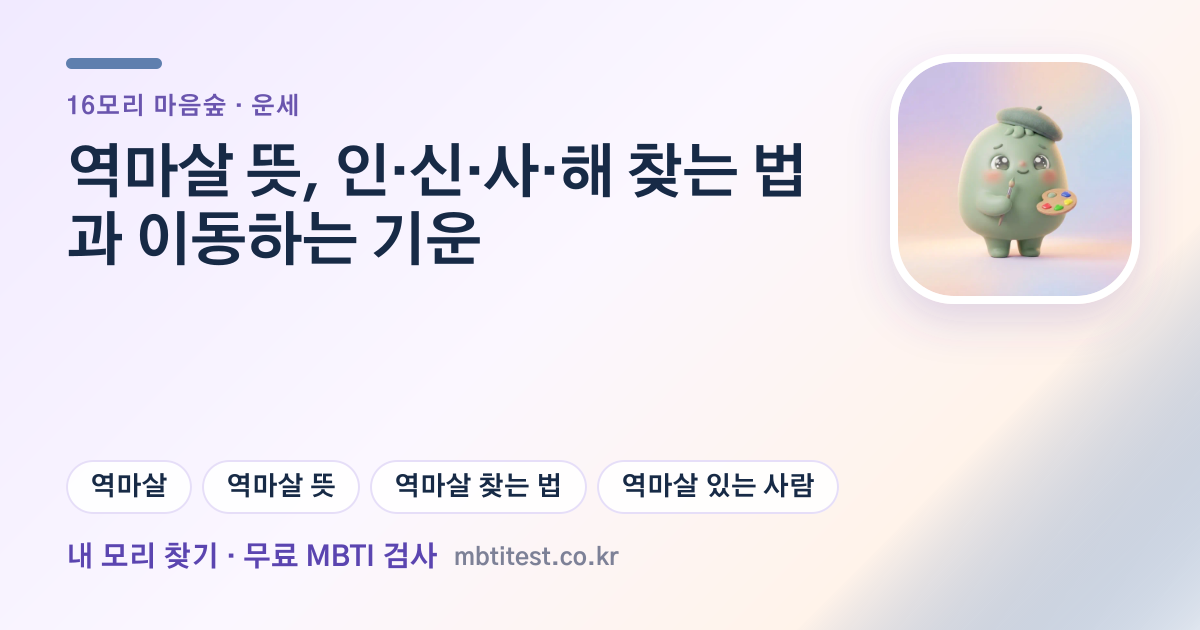 16모리 마음숲 · 운세
역마살 뜻, 인·신·사·해 찾는 법
과 이동하는 기운
역마살
역마살 뜻
역마살 찾는 법
역마살 있는 사람
내 모리 찾기 · 무료 MBTI 검사 mbtitest.co.kr